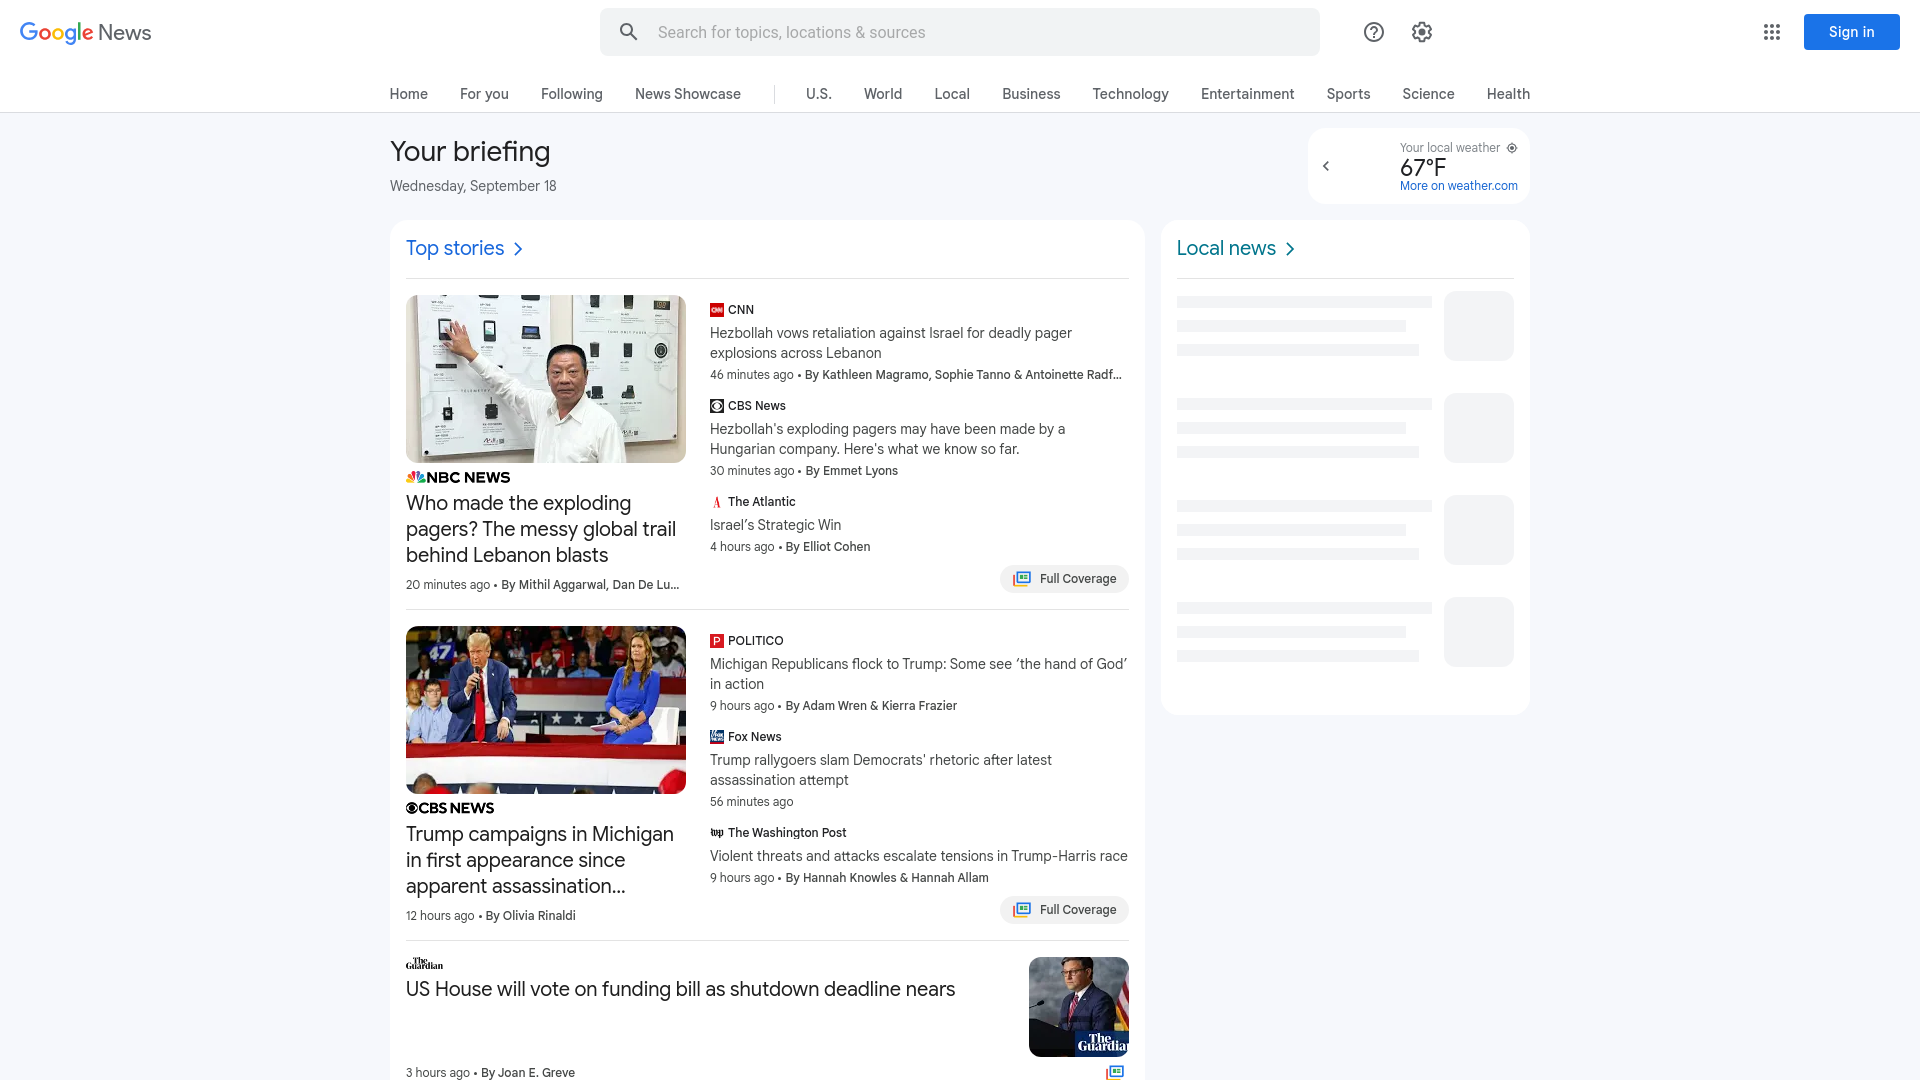 Google News
Search for topics, locations & sources
Sign in
Home
For you
Following
News Showcase
U.S.
World
Local
Business
Technology
Entertainment
Sports
Science
Health
Your briefing
Wednesday, September 18
Your local weather
67°F
More on weather.com
Top stories
NBC NEWS
Who made the exploding
pagers? The messy global trail
behind Lebanon blasts
20 minutes ago • By Mithil Aggarwal, Dan De Lu...
CNN
Hezbollah vows retaliation against Israel for deadly pager
explosions across Lebanon
46 minutes ago • By Kathleen Magramo, Sophie Tanno & Antoinette Radf...
CBS News
Hezbollah's exploding pagers may have been made by a
Hungarian company. Here's what we know so far.
30 minutes ago • By Emmet Lyons
The Atlantic
Israel’s Strategic Win
4 hours ago • By Elliot Cohen
Full Coverage
47
CBS NEWS
Trump campaigns in Michigan
in first appearance since
apparent assassination...
12 hours ago • By Olivia Rinaldi
POLITICO
Michigan Republicans flock to Trump: Some see ‘the hand of God’
in action
9 hours ago • By Adam Wren & Kierra Frazier
Fox News
Trump rallygoers slam Democrats' rhetoric after latest
assassination attempt
56 minutes ago
The Washington Post
Violent threats and attacks escalate tensions in Trump-Harris race
9 hours ago • By Hannah Knowles & Hannah Allam
Full Coverage
The
Guardian
US House will vote on funding bill as shutdown deadline nears
3 hours ago • By Joan E. Greve
The
Guardian
Local news